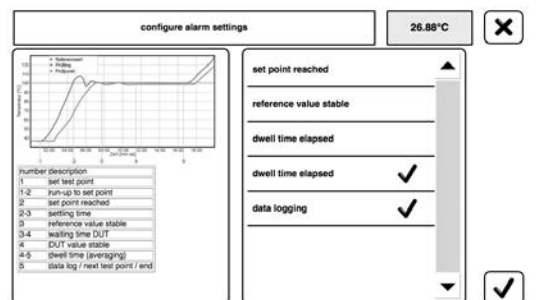 configure alarm settings
26.88°C
Referenzwert
Prüfling
Prüfpunkt
number description
1 set test point
1-2 run-up to set point
2 set point reached
2-3 settling time
3 reference value stable
3-4 waiting time DUT
4 DUT value stable
4-5 dwell time (averaging)
5 data log / next test point / end
set point reached
reference value stable
dwell time elapsed
dwell time elapsed
data logging